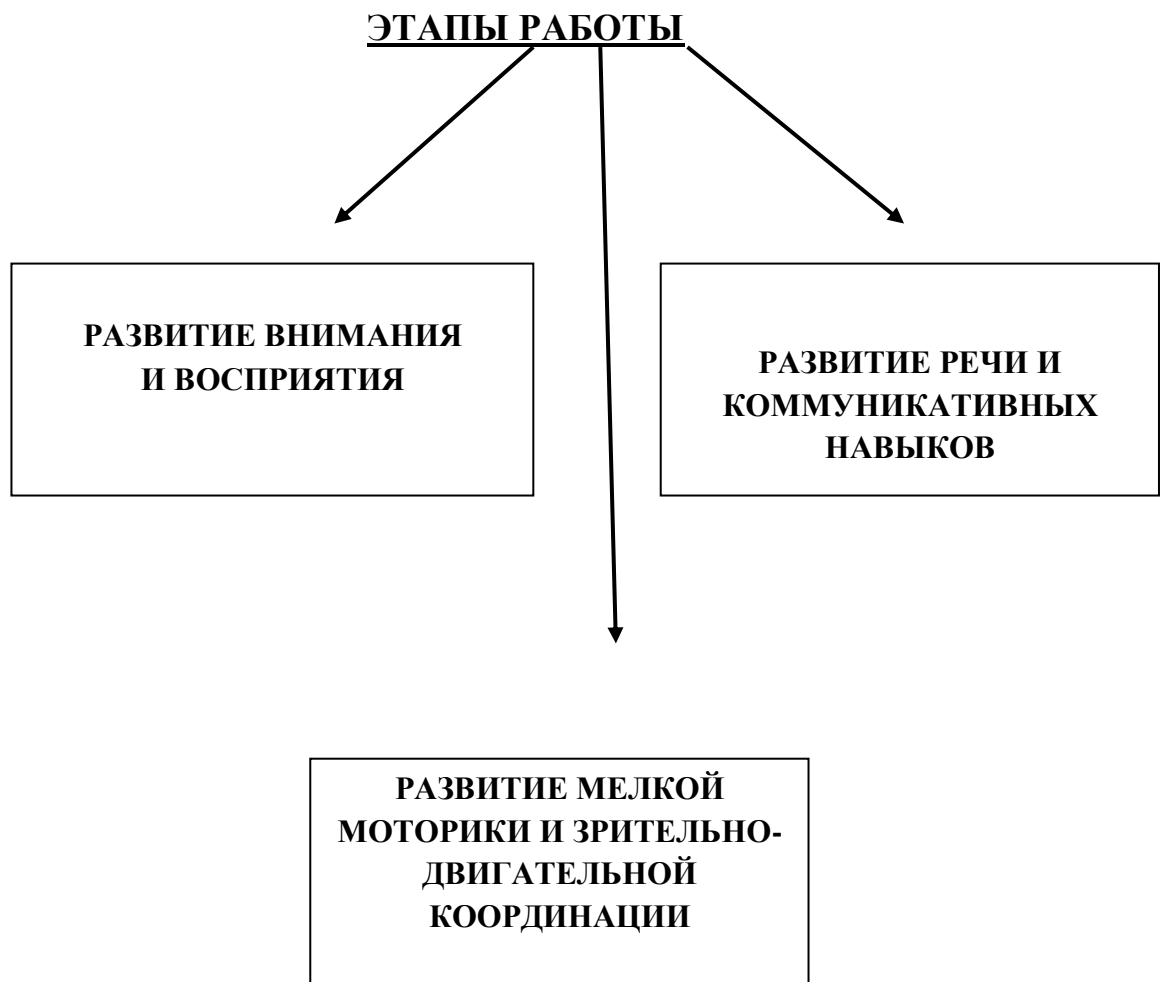 ЭТАПЫ РАБОТЫ
РАЗВИТИЕ ВНИМАНИЯ
И ВОСПРИЯТИЯ
РАЗВИТИЕ РЕЧИ И
КОММУНИКАТИВНЫХ
НАВЫКОВ
РАЗВИТИЕ МЕЛКОЙ
МОТОРИКИ И ЗРИТЕЛЬНО-
ДВИГАТЕЛЬНОЙ
КООРДИНАЦИИ